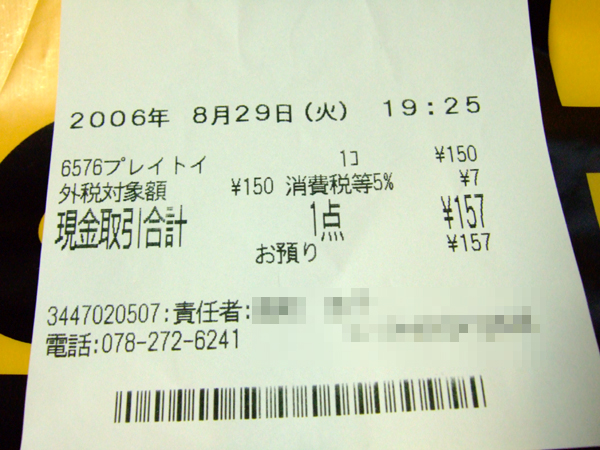 2006年 8月29日(火) 19:25
6576プレイトイ 1コ ¥150
外税対象額 ¥150 消費税等5% ¥7
現金取引合計 1点 ¥157
お預り ¥157
3447020507:責任者:
電話:078-272-6241